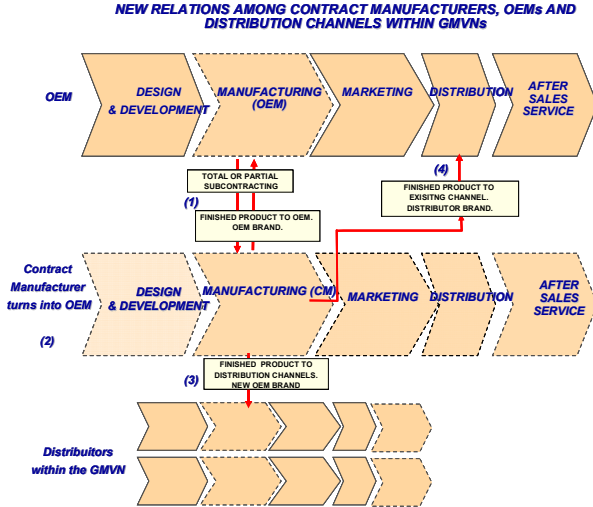 NEW RELATIONS AMONG CONTRACT MANUFACTURERS, OEMs AND
DISTRIBUTION CHANNELS WITHIN GMVNs
OEM
DESIGN
& DEVELOPMENT
MANUFACTURING
(OEM)
MARKETING
DISTRIBUTION
AFTER
SALES
SERVICE
TOTAL OR PARTIAL
SUBCONTRACTING
(1)
FINISHED PRODUCT TO OEM.
OEM BRAND.
(4)
FINISHED PRODUCT TO
EXISITNG CHANNEL.
DISTRIBUTOR BRAND.
Contract
Manufacturer
turns into OEM
(2)
DESIGN
& DEVELOPMENT
MANUFACTURING (CM)
MARKETING
DISTRIBUTION
AFTER
SALES
SERVICE
(3)
FINISHED PRODUCT TO
DISTRIBUTION CHANNELS.
NEW OEM BRAND
Distribuitors
within the GMVN